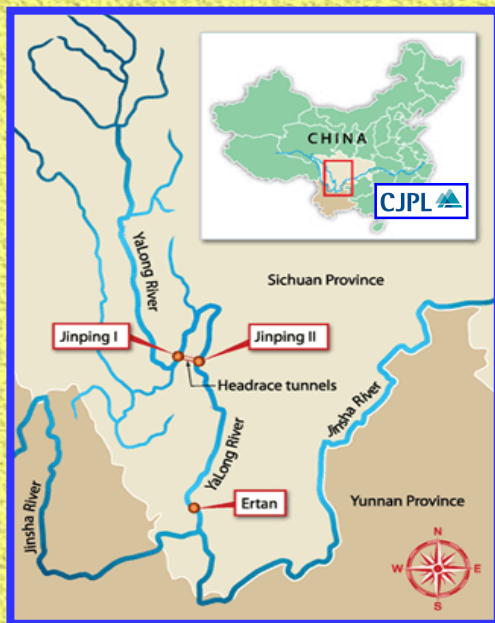 CHINA
CJPL
YaLong River
Sichuan Province
Jinping I
Jinping II
Headrace tunnels
YaLong River
Jinsha River
Ertan
Jinsha River
Yunnan Province
N
W
E
S